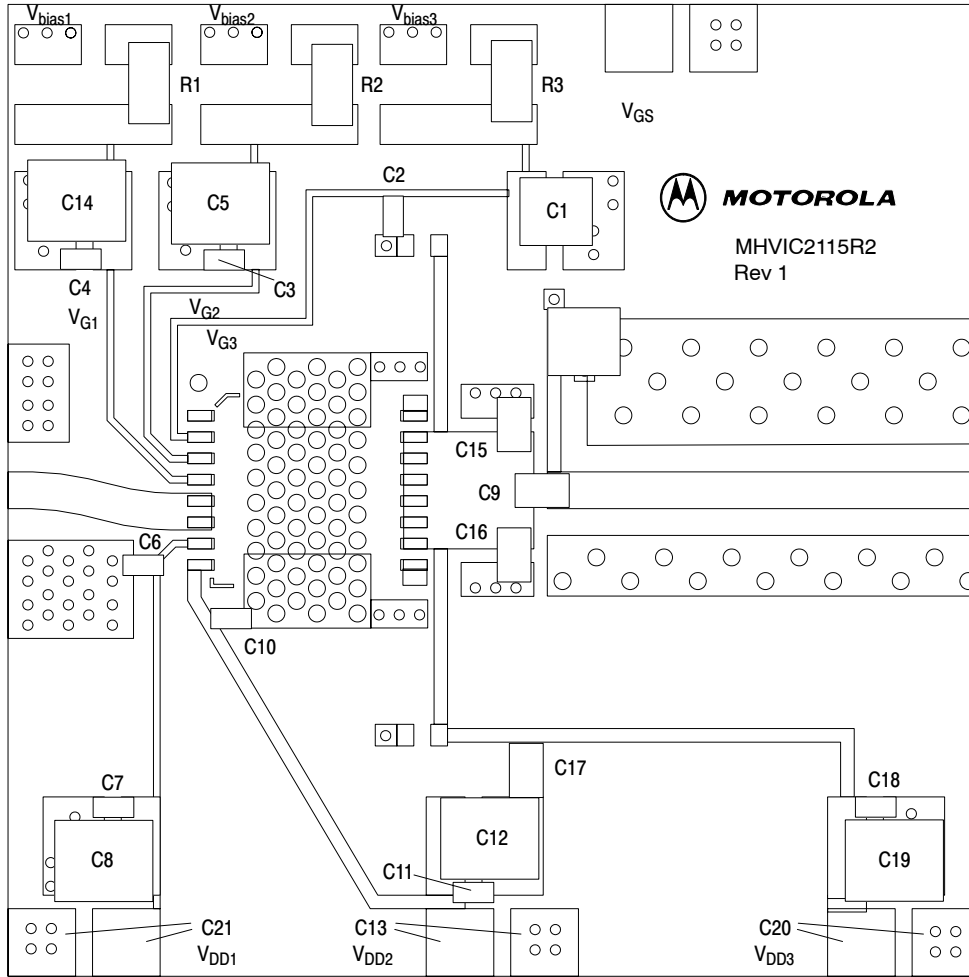 Vbias1 Vbias2 Vbias3
R1 R2 R3
VGS
C2
C14 C5 C1
MOTOROLA
MHVIC2115R2
Rev 1
C4 C3
VG1 VG2
VG3
C15
C9
C16
C6
C10
C17
C7 C18
C8 C12 C19
C11
C21 C13 C20
VDD1 VDD2 VDD3